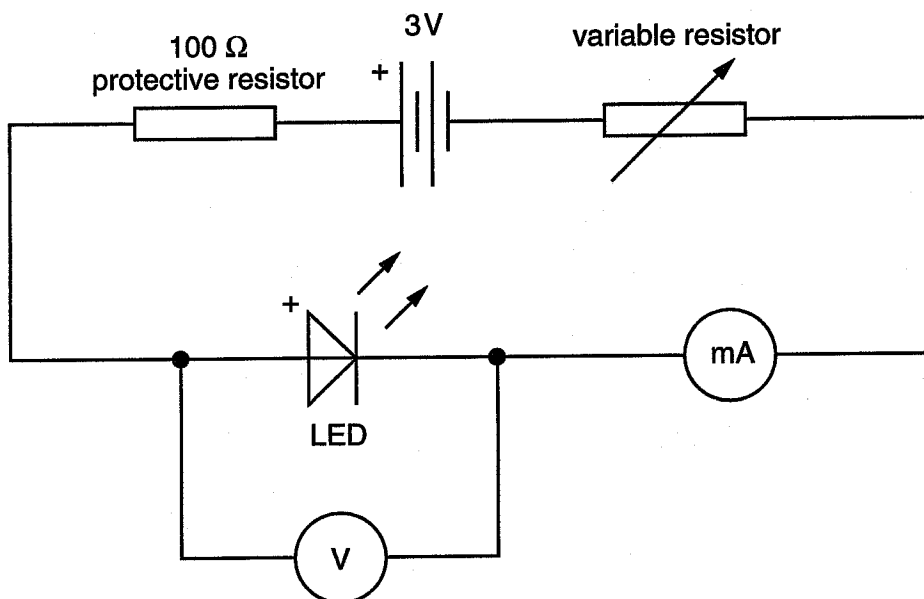 3V
100 Ω
protective resistor
+
variable resistor
+
LED
mA
V